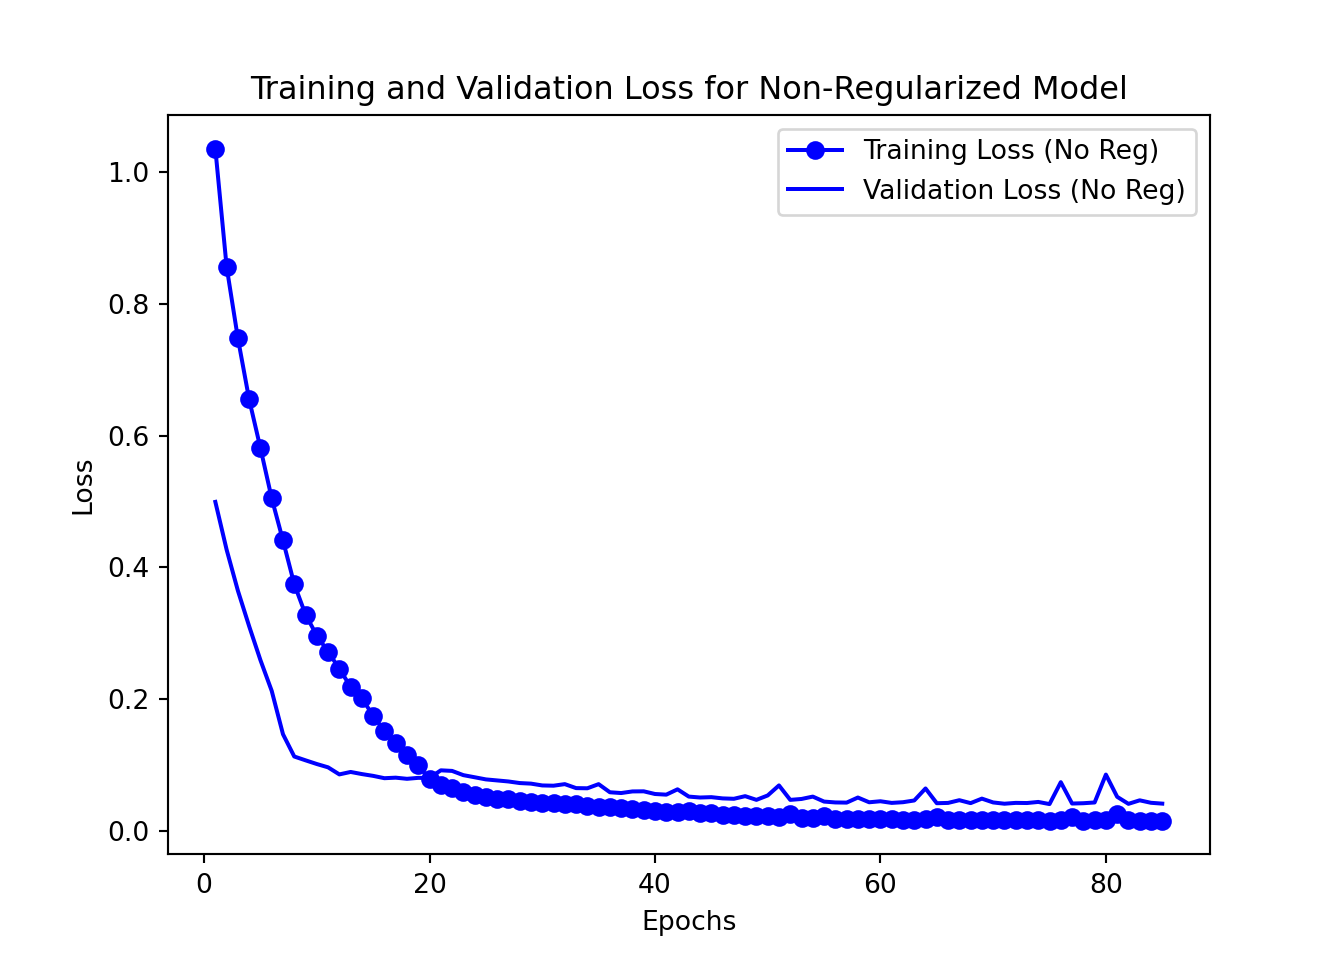 Training and Validation Loss for Non-Regularized Model
Training Loss (No Reg)
Validation Loss (No Reg)
1.0
0.8
0.6
0.4
0.2
0.0
Loss
0 20 40 60 80
Epochs